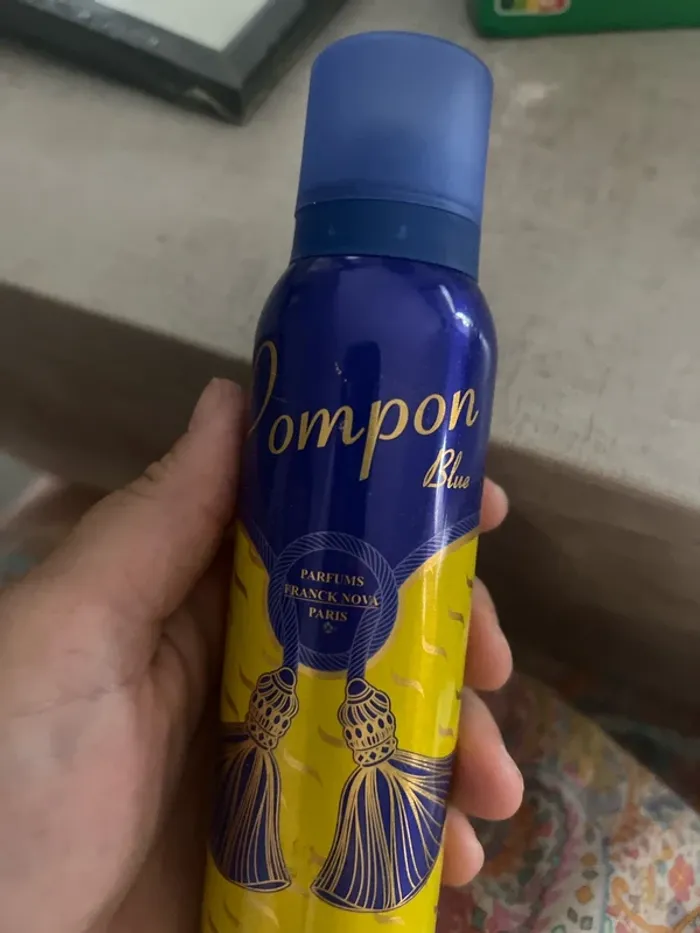 Pompon
Blue
PARFUMS
FRANCK NOVA
PARIS